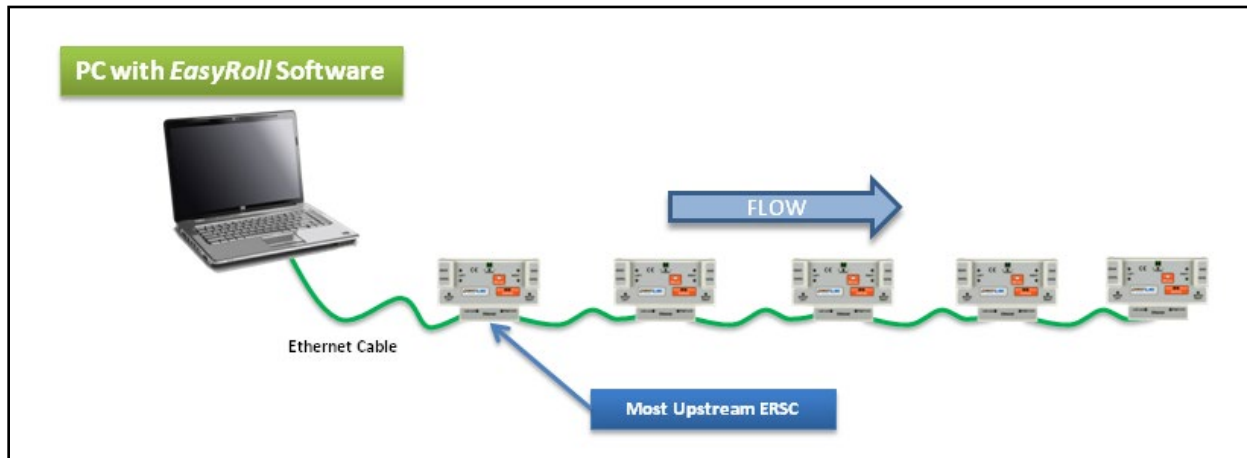 PC with EasyRoll Software
FLOW
Ethernet Cable
Most Upstream ERSC